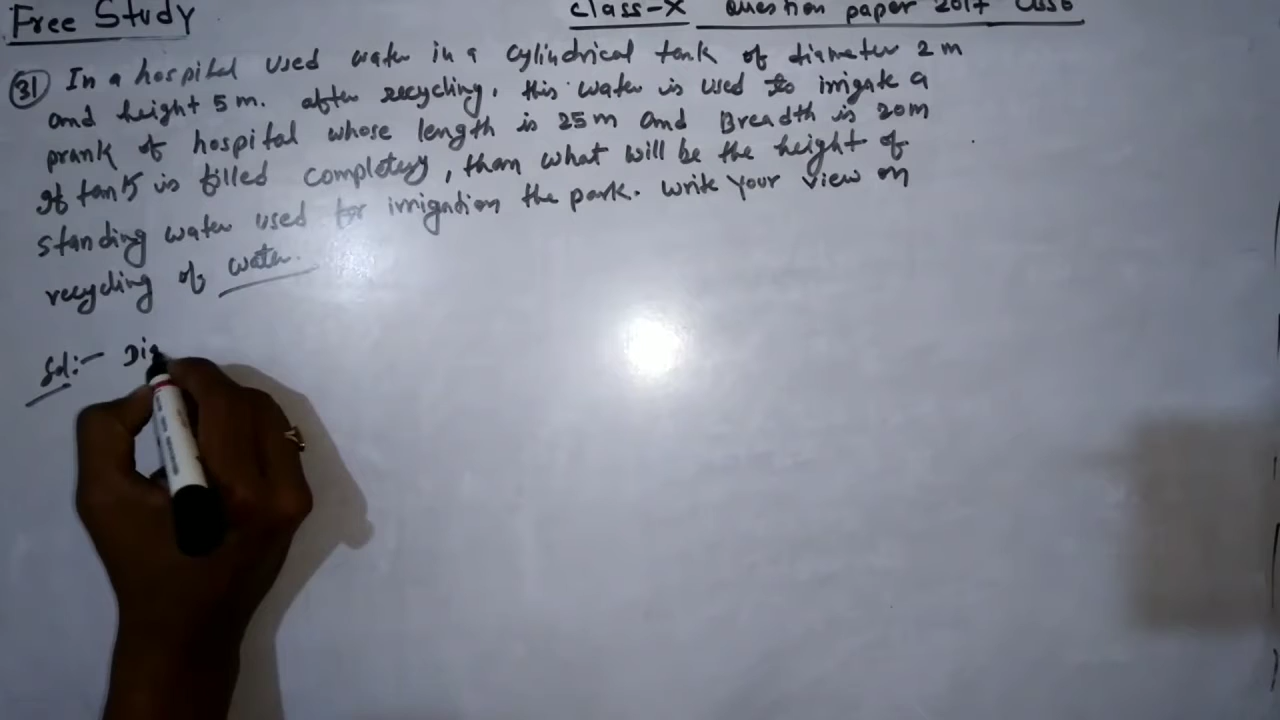 Free Study
Class-X Question paper 2017 CBSE
31 In a hospital used water in a cylindrical tank of diameter 2 m
and height 5 m. after recycling, this water is used to irrigate a
prank of hospital whose length is 25 m and Breadth is 20 m
If tank is filled completely, than what will be the height of
standing water used for irrigation the park. Write your view on
recycling of water.
Sol:- Dia